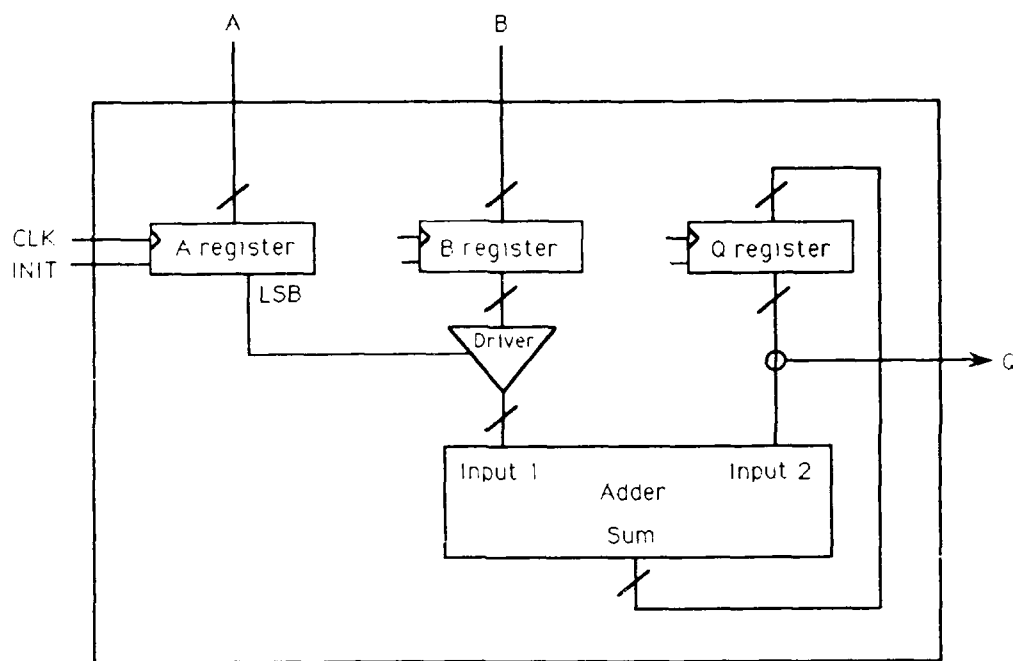 A
B
CLK
INIT
A register
B register
Q register
LSB
Driver
Q
Input 1
Input 2
Adder
Sum